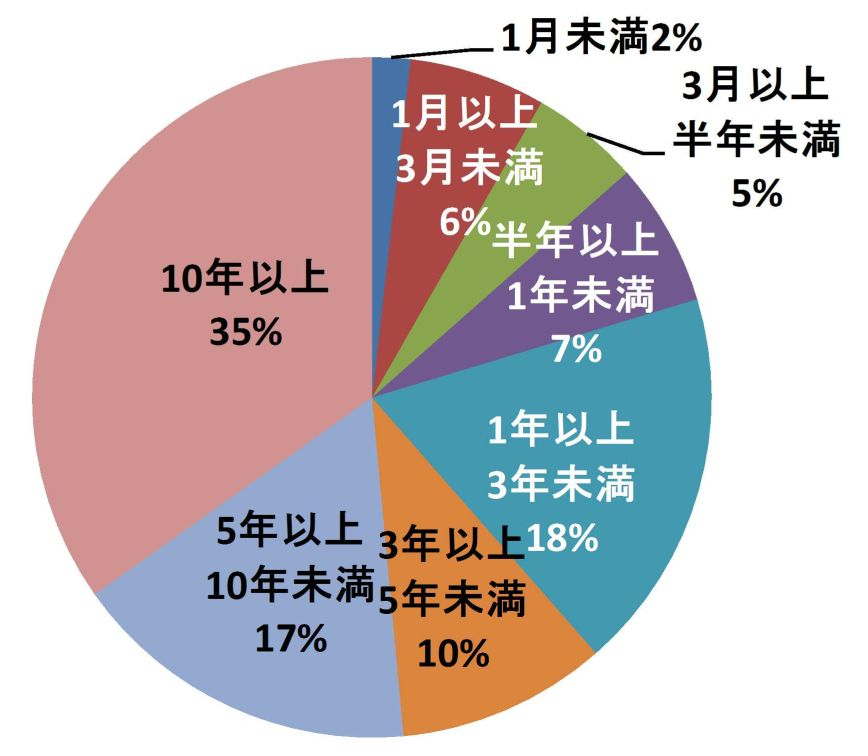 1月未満2%
1月以上
3月未満
6%
3月以上
半年未満
5%
半年以上
1年未満
7%
1年以上
3年未満
18%
3年以上
5年未満
10%
5年以上
10年未満
17%
10年以上
35%